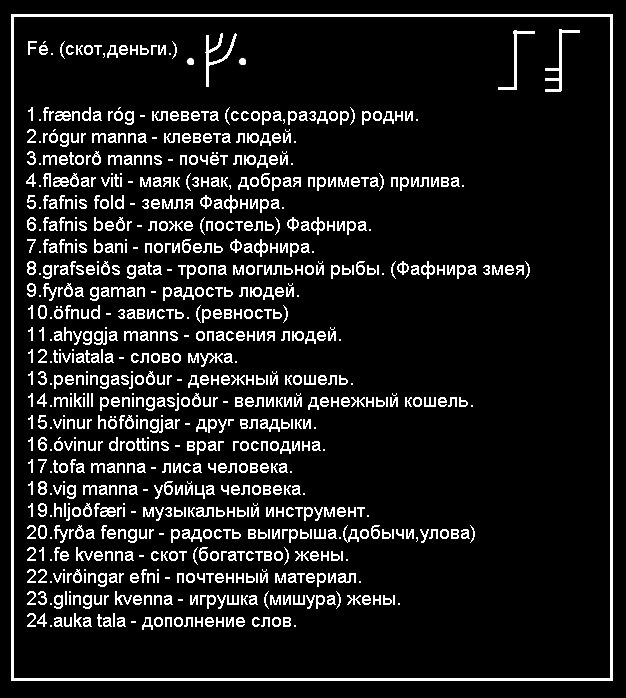 Fé. (скот,деньги.) .ᚠ.
1.frænda róg - клевета (ссора,раздор) родни.
2.rógur manna - клевета людей.
3.metorð manns - почёт людей.
4.flæðar viti - маяк (знак, добрая примета) прилива.
5.fafnis fold - земля Фафнира.
6.fafnis beðr - ложе (постель) Фафнира.
7.fafnis bani - погибель Фафнира.
8.grafseiðs gata - тропа могильной рыбы. (Фафнира змея)
9.fyrða gaman - радость людей.
10.öfnud - зависть. (ревность)
11.ahyggja manns - опасения людей.
12.tiviatala - слово мужа.
13.peningasjoður - денежный кошель.
14.mikill peningasjoður - великий денежный кошель.
15.vinur höfðingjar - друг владыки.
16.óvinur drottins - враг господина.
17.tofa manna - лиса человека.
18.vig manna - убийца человека.
19.hljoðfæri - музыкальный инструмент.
20.fyrða fengur - радость выигрыша.(добычи,улова)
21.fe kvenna - скот (богатство) жены.
22.virðingar efni - почтенный материал.
23.glingur kvenna - игрушка (мишура) жены.
24.auka tala - дополнение слов.